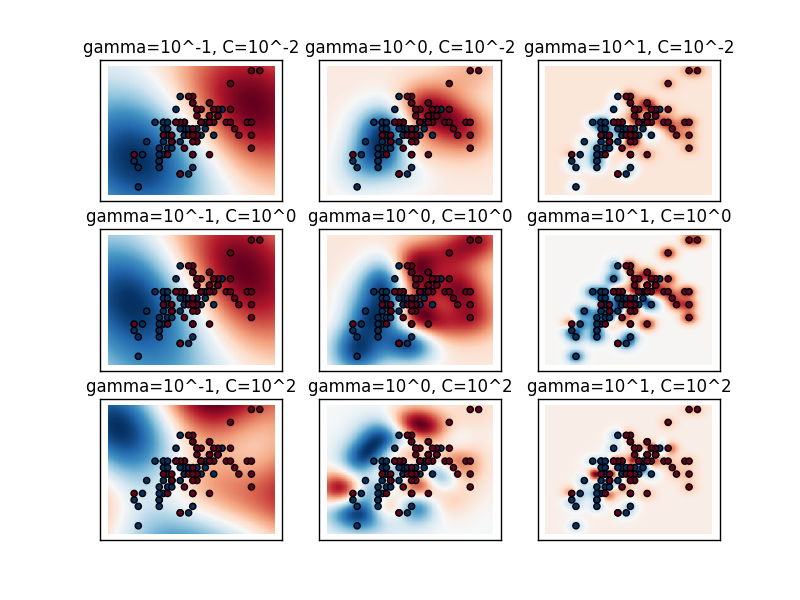 gamma=10^-1, C=10^-2
gamma=10^0, C=10^-2
gamma=10^1, C=10^-2
gamma=10^-1, C=10^0
gamma=10^0, C=10^0
gamma=10^1, C=10^0
gamma=10^-1, C=10^2
gamma=10^0, C=10^2
gamma=10^1, C=10^2